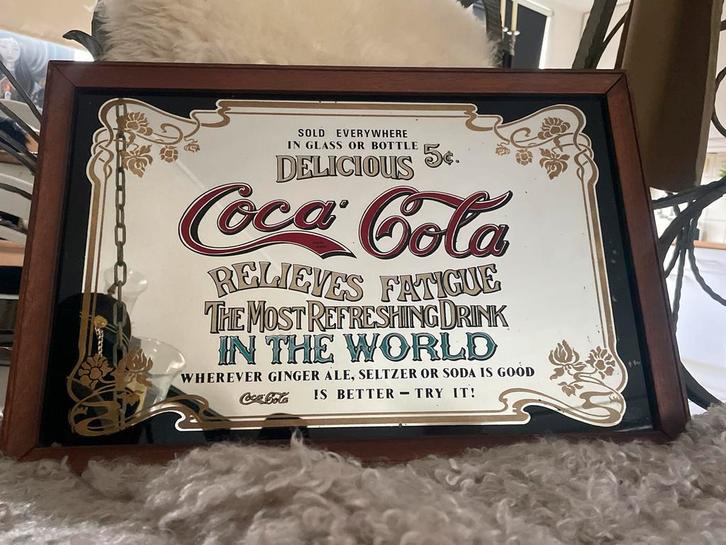 SOLD EVERYWHERE
IN GLASS OR BOTTLE
DELICIOUS 5¢.
Coca-Cola
RELIEVES FATIGUE
THE MOST REFRESHING DRINK
IN THE WORLD
WHEREVER GINGER ALE, SELTZER OR SODA IS GOOD
Coca-Cola IS BETTER – TRY IT!